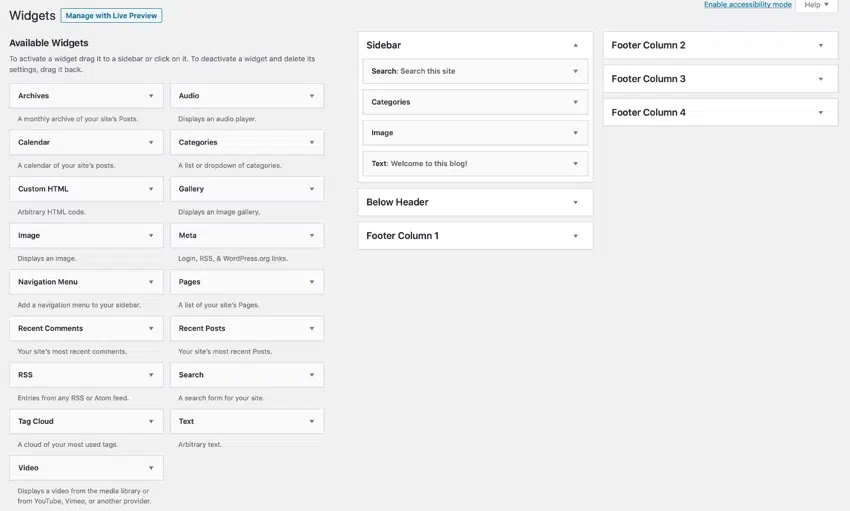 Widgets
Manage with Live Preview
Enable accessibility mode
Help
Available Widgets
To activate a widget drag it to a sidebar or click on it. To deactivate a widget and delete its
settings, drag it back.
Archives
A monthly archive of your site's Posts.
Audio
Displays an audio player.
Calendar
A calendar of your site's posts.
Categories
A list or dropdown of categories.
Custom HTML
Arbitrary HTML code.
Gallery
Displays an image gallery.
Image
Displays an image.
Meta
Login, RSS, & WordPress.org links.
Navigation Menu
Add a navigation menu to your sidebar.
Pages
A list of your site's Pages.
Recent Comments
Your site's most recent comments.
Recent Posts
Your site's most recent Posts.
RSS
Entries from any RSS or Atom feed.
Search
A search form for your site.
Tag Cloud
A cloud of your most used tags.
Text
Arbitrary text.
Video
Displays a video from the media library or
from YouTube, Vimeo, or another provider.
Sidebar
Search: Search this site
Categories
Image
Text: Welcome to this blog!
Below Header
Footer Column 1
Footer Column 2
Footer Column 3
Footer Column 4